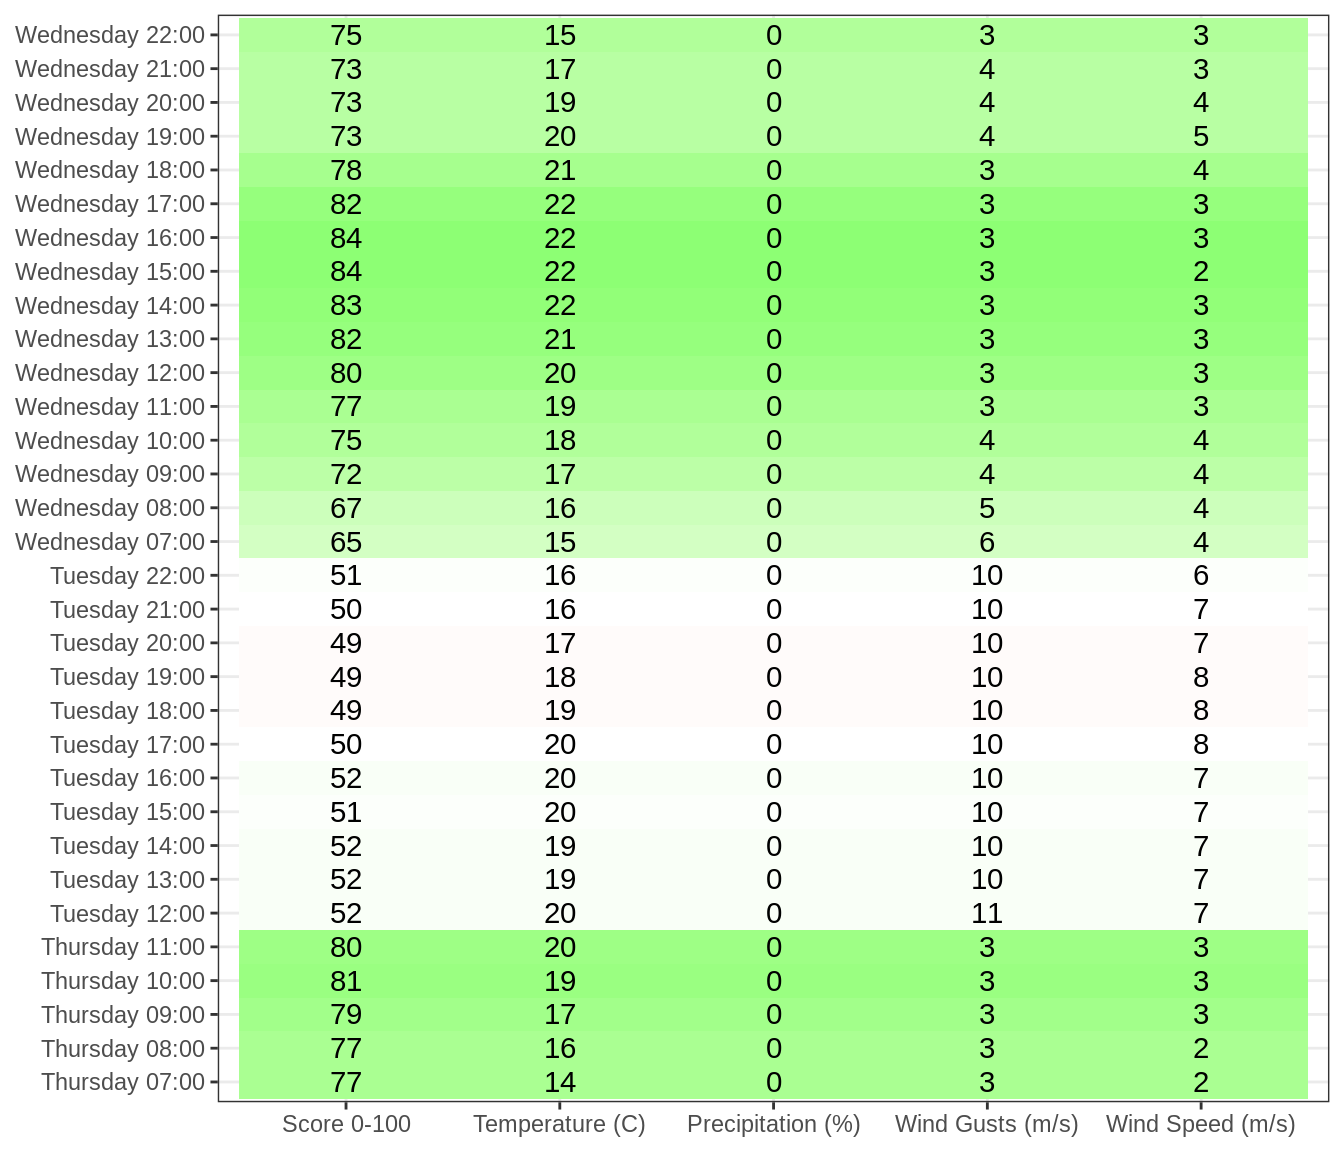 Wednesday 22:00 75 15 0 3 3
Wednesday 21:00 73 17 0 4 3
Wednesday 20:00 73 19 0 4 4
Wednesday 19:00 73 20 0 4 5
Wednesday 18:00 78 21 0 3 4
Wednesday 17:00 82 22 0 3 3
Wednesday 16:00 84 22 0 3 3
Wednesday 15:00 84 22 0 3 2
Wednesday 14:00 83 22 0 3 3
Wednesday 13:00 82 21 0 3 3
Wednesday 12:00 80 20 0 3 3
Wednesday 11:00 77 19 0 3 3
Wednesday 10:00 75 18 0 4 4
Wednesday 09:00 72 17 0 4 4
Wednesday 08:00 67 16 0 5 4
Wednesday 07:00 65 15 0 6 4
Tuesday 22:00 51 16 0 10 6
Tuesday 21:00 50 16 0 10 7
Tuesday 20:00 49 17 0 10 7
Tuesday 19:00 49 18 0 10 8
Tuesday 18:00 49 19 0 10 8
Tuesday 17:00 50 20 0 10 8
Tuesday 16:00 52 20 0 10 7
Tuesday 15:00 51 20 0 10 7
Tuesday 14:00 52 19 0 10 7
Tuesday 13:00 52 19 0 10 7
Tuesday 12:00 52 20 0 11 7
Thursday 11:00 80 20 0 3 3
Thursday 10:00 81 19 0 3 3
Thursday 09:00 79 17 0 3 3
Thursday 08:00 77 16 0 3 2
Thursday 07:00 77 14 0 3 2
Score 0-100 Temperature (C) Precipitation (%) Wind Gusts (m/s) Wind Speed (m/s)